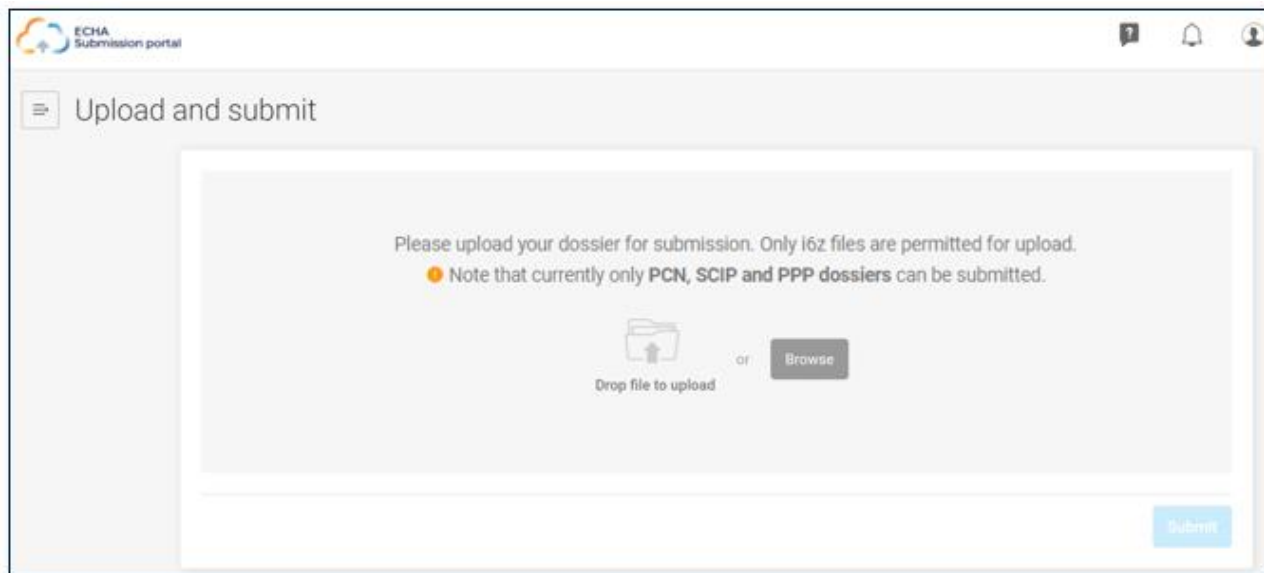 ECHA
Submission portal
?
Upload and submit
Please upload your dossier for submission. Only i6z files are permitted for upload.
Note that currently only PCN, SCIP and PPP dossiers can be submitted.
or
Browse
Drop file to upload
Submit